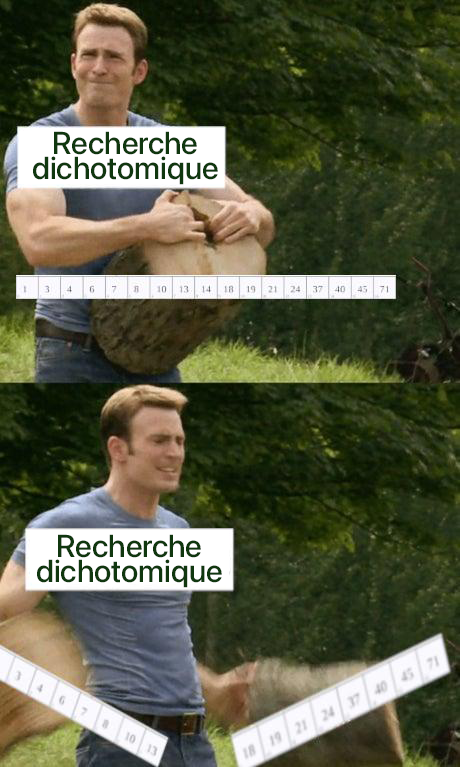 Recherche
dichotomique
1 3 4 6 7 8 10 13 14 18 19 21 24 37 40 45 71
Recherche
dichotomique
3 4 6 7 8 10 13
18 19 21 24 37 40 45 71